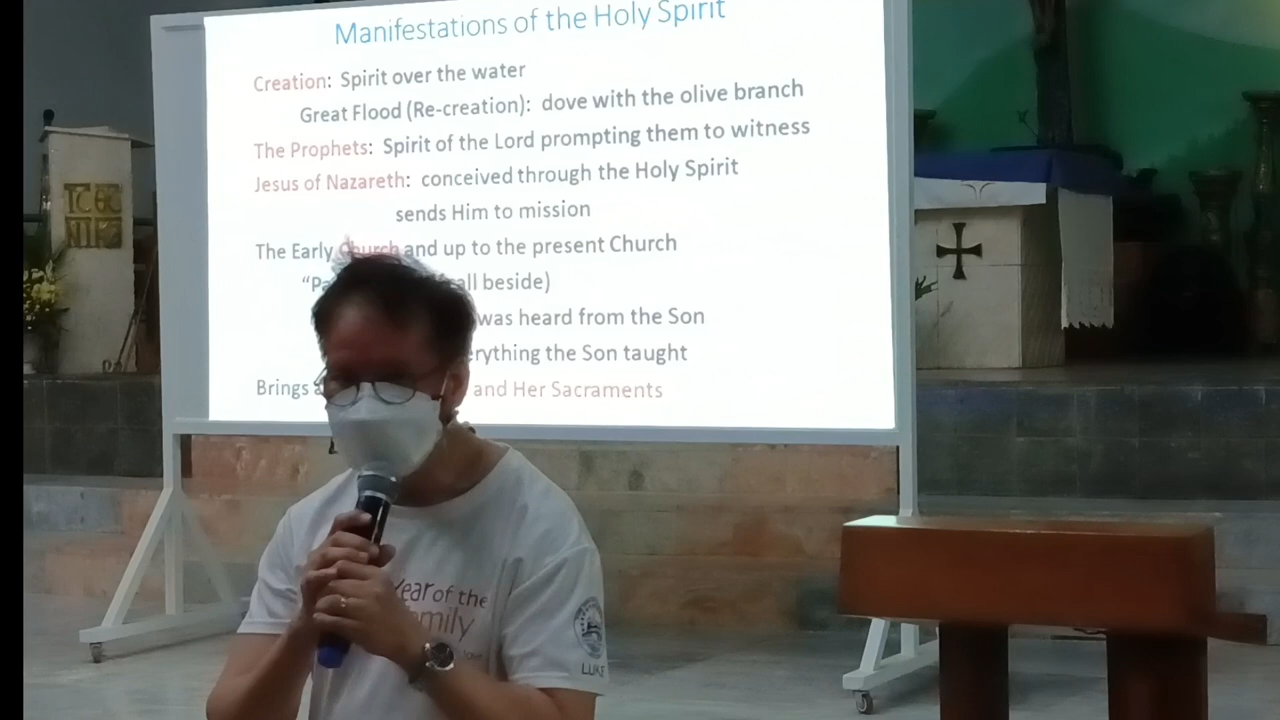 Manifestations of the Holy Spirit
Creation: Spirit over the water
Great Flood (Re-creation): dove with the olive branch
The Prophets: Spirit of the Lord prompting them to witness
Jesus of Nazareth: conceived through the Holy Spirit
sends Him to mission
The Early Church and up to the present Church
all beside)
was heard from the Son
the Son taught
Brings and Her Sacraments
Year of the
LUKE